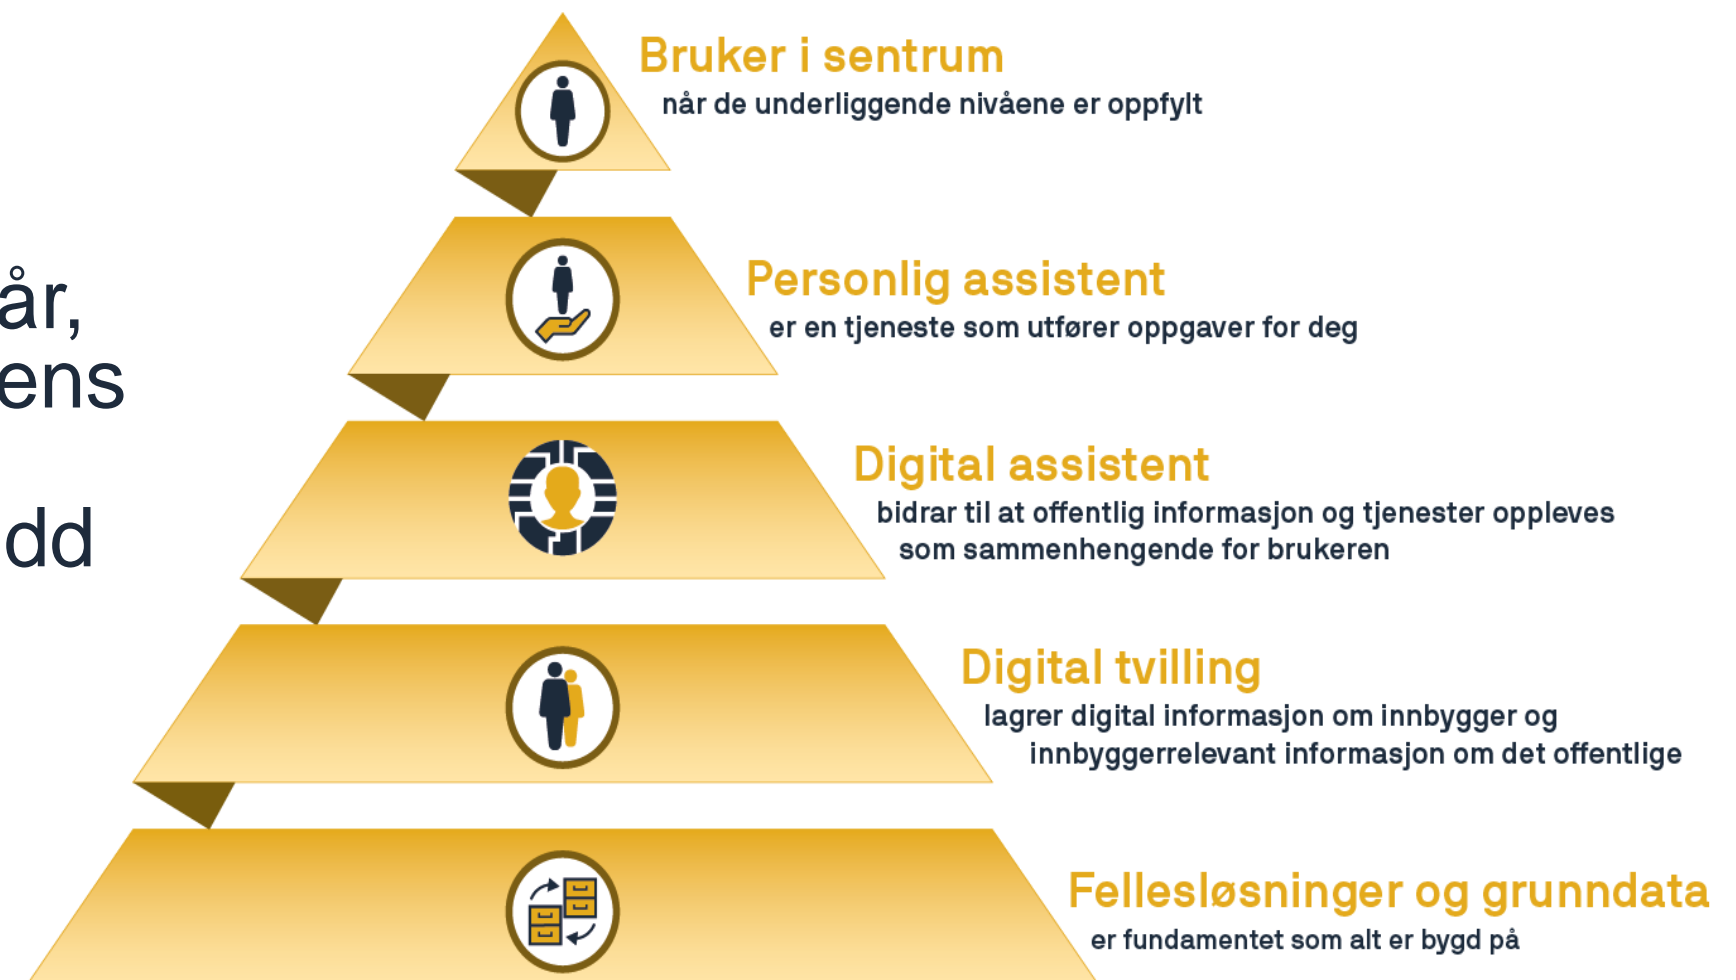 Bruker i sentrum
når de underliggende nivåene er oppfylt
Personlig assistent
er en tjeneste som utfører oppgaver for deg
år,
ens
dd
Digital assistent
bidrar til at offentlig informasjon og tjenester oppleves
som sammenhengende for brukeren
Digital tvilling
lagrer digital informasjon om innbygger og
innbyggerrelevant informasjon om det offentlige
Fellesløsninger og grunndata
er fundamentet som alt er bygd på